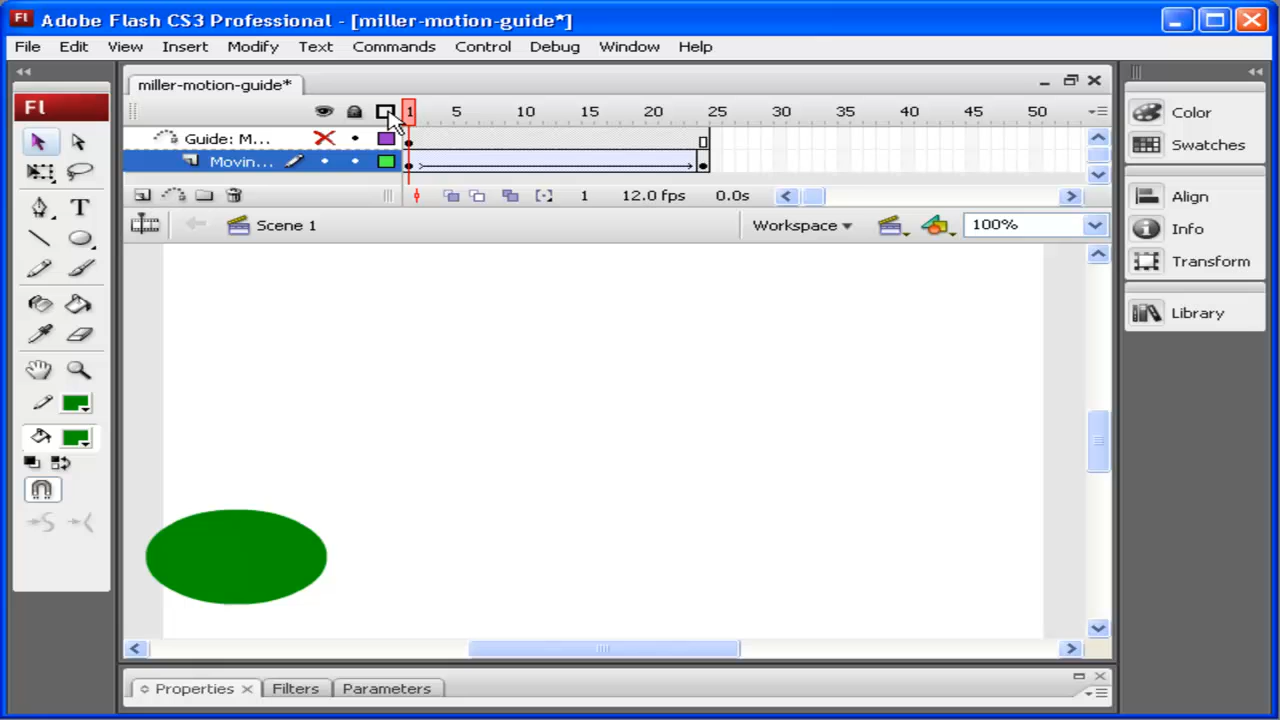 Fl Adobe Flash CS3 Professional - [miller-motion-guide*]
File Edit View Insert Modify Text Commands Control Debug Window Help
miller-motion-guide*
Fl
1 5 10 15 20 25 30 35 40 45 50
Guide: M...
Movin...
1 12.0 fps 0.0s
Scene 1 Workspace 100%
Color
Swatches
Align
Info
Transform
Library
Properties Filters Parameters